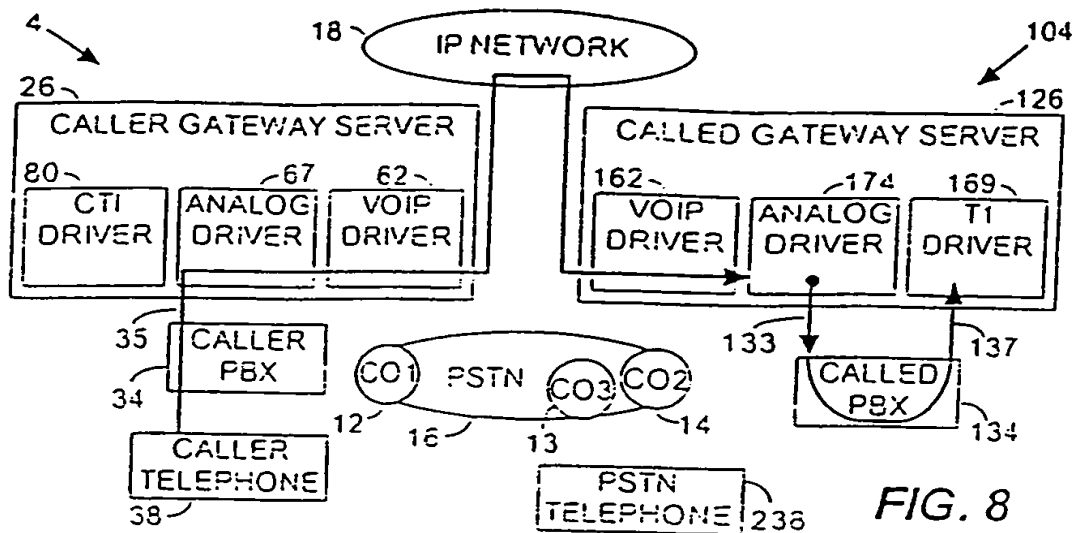 4
18
IP NETWORK
104
26
CALLER GATEWAY SERVER
80
CTI
DRIVER
67
ANALOG
DRIVER
62
VOIP
DRIVER
126
CALLED GATEWAY SERVER
162
VOIP
DRIVER
174
ANALOG
DRIVER
169
T1
DRIVER
35
CALLER
PBX
34
CALLER
TELEPHONE
38
CO1
PSTN
CO3
CO2
12
16
13
14
133
137
CALLED
PBX
134
PSTN
TELEPHONE
238
FIG. 8